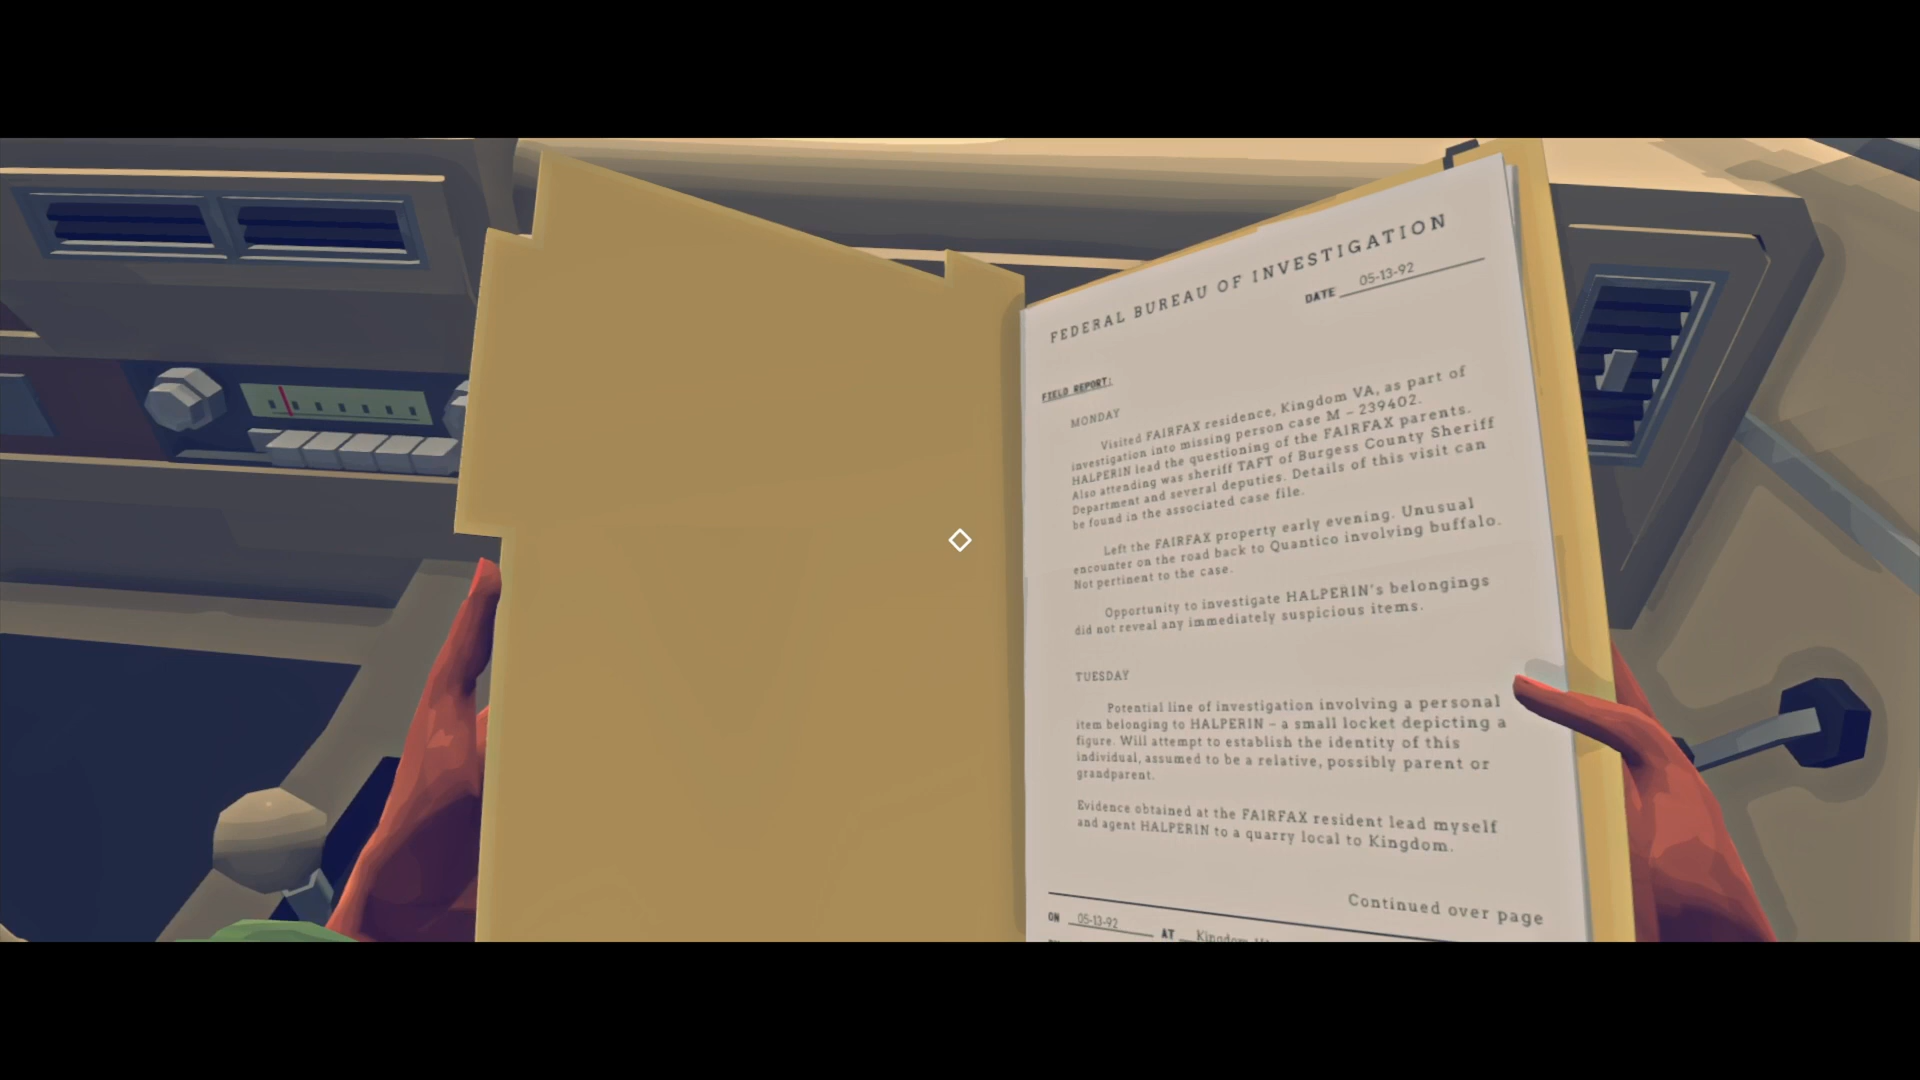 FEDERAL BUREAU OF INVESTIGATION
DATE 05-13-92
FIELD REPORT:
MONDAY
Visited FAIRFAX residence, Kingdom VA, as part of
investigation into missing person case M – 239402.
HALPERIN lead the questioning of the FAIRFAX parents.
Also attending was sheriff TAFT of Burgess County Sheriff
Department and several deputies. Details of this visit can
be found in the associated case file.
Left the FAIRFAX property early evening. Unusual
encounter on the road back to Quantico involving buffalo.
Not pertinent to the case.
Opportunity to investigate HALPERIN's belongings
did not reveal any immediately suspicious items.
TUESDAY
Potential line of investigation involving a personal
item belonging to HALPERIN – a small locket depicting a
figure. Will attempt to establish the identity of this
individual, assumed to be a relative, possibly parent or
grandparent.
Evidence obtained at the FAIRFAX resident lead myself
and agent HALPERIN to a quarry local to Kingdom.
Continued over page
ON 05-13-92 AT Kingdom